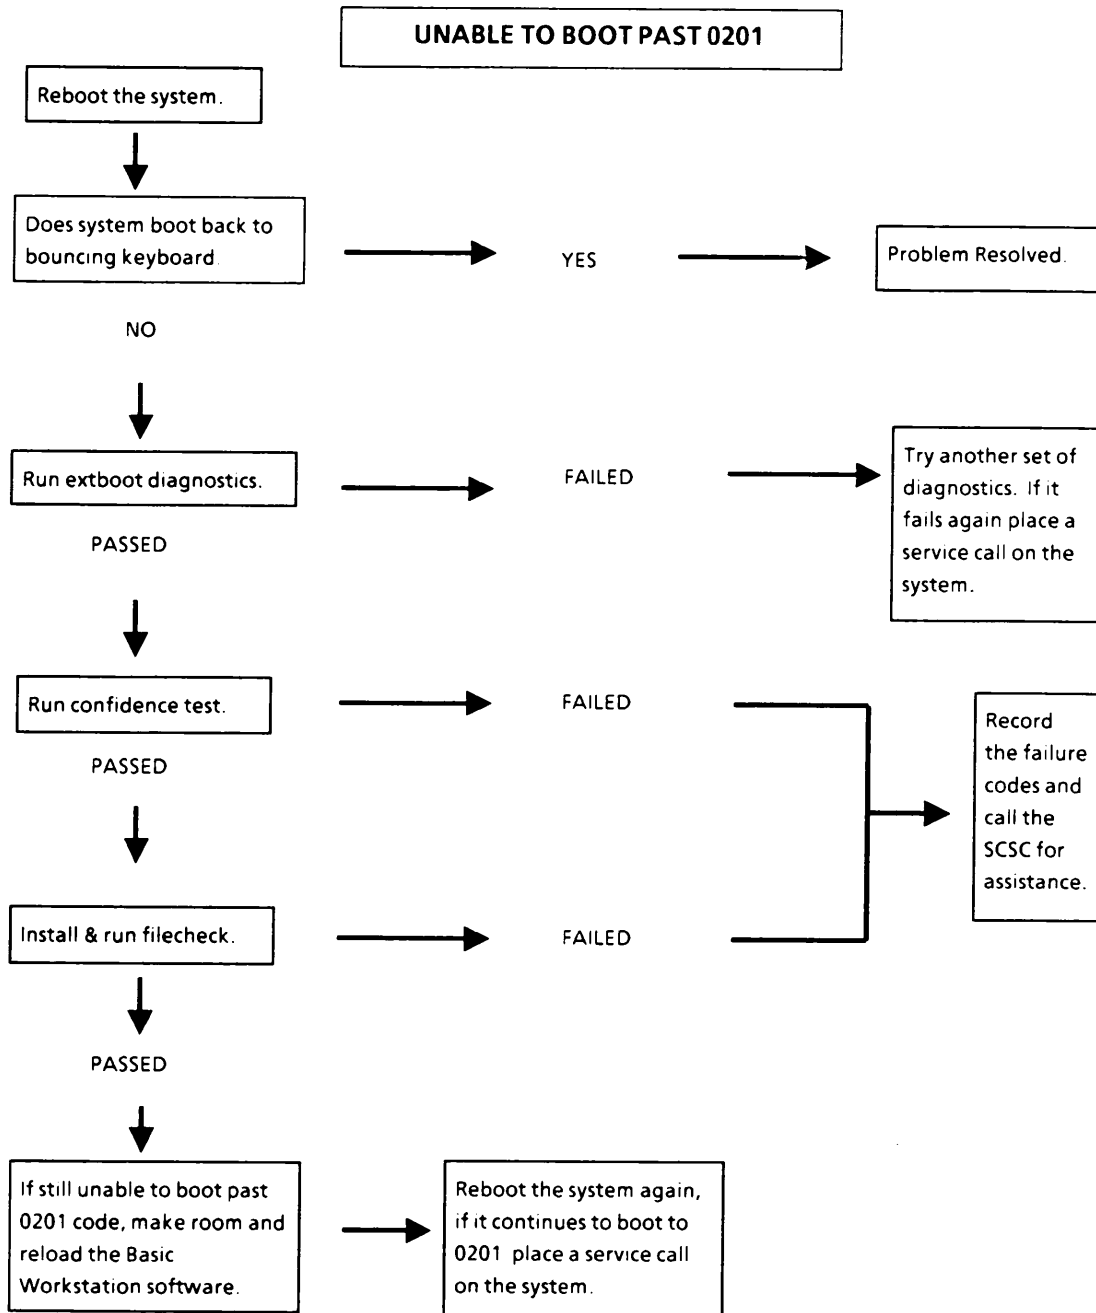 UNABLE TO BOOT PAST 0201
Reboot the system.
Does system boot back to
bouncing keyboard.
YES
Problem Resolved.
NO
Run extboot diagnostics.
FAILED
Try another set of
diagnostics. If it
fails again place a
service call on the
system.
PASSED
Run confidence test.
FAILED
Record
the failure
codes and
call the
SCSC for
assistance.
PASSED
Install & run filecheck.
FAILED
PASSED
If still unable to boot past
0201 code, make room and
reload the Basic
Workstation software.
Reboot the system again,
if it continues to boot to
0201 place a service call
on the system.